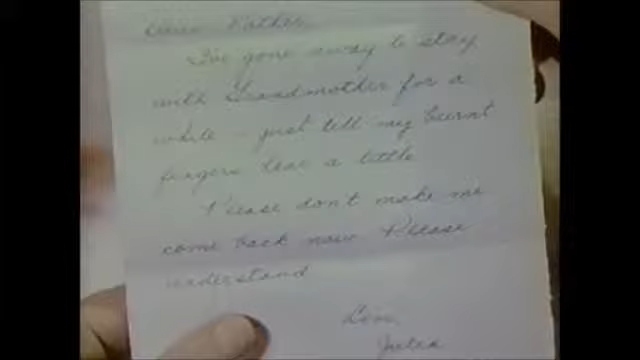 Dear Father
I've gone away to stay
with Grandmother for a
while - just till my burnt
fingers heal a little
Please don't make me
come back now Please
understand
Love,
Jules